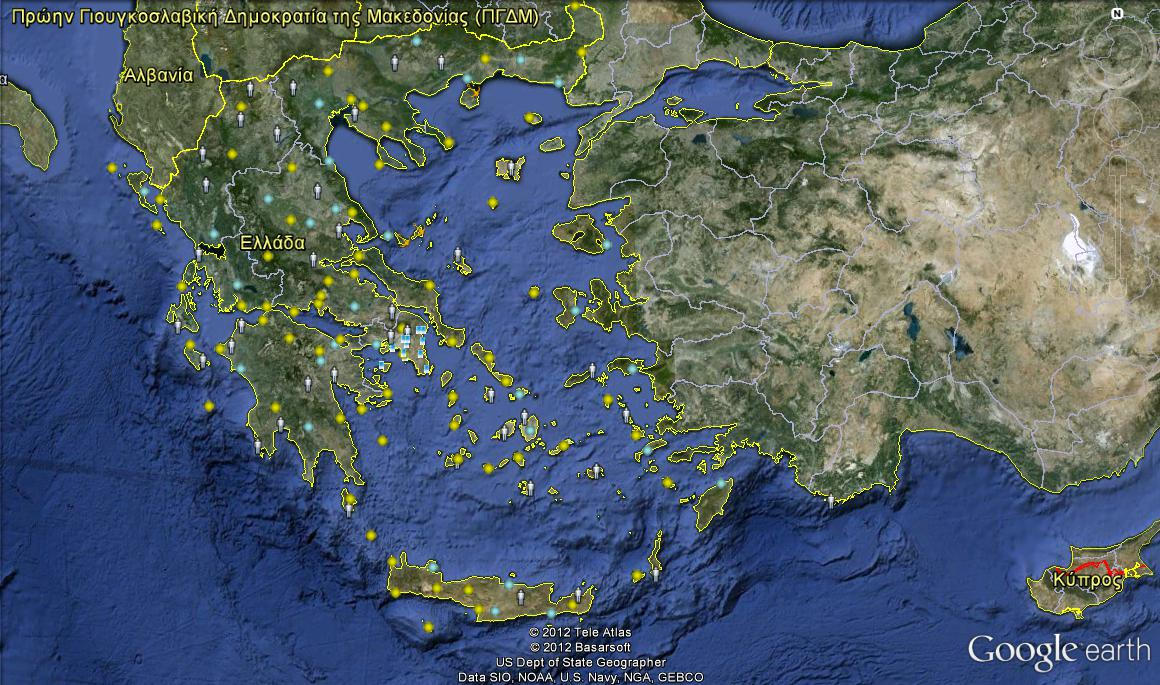 Πρώην Γιουγκοσλαβική Δημοκρατία της Μακεδονίας (ΠΓΔΜ)
N
Αλβανία
α
Ελλάδα
Κύπρος
© 2012 Tele Atlas
© 2012 Basarsoft
US Dept of State Geographer
Data SIO, NOAA, U.S. Navy, NGA, GEBCO
Google earth